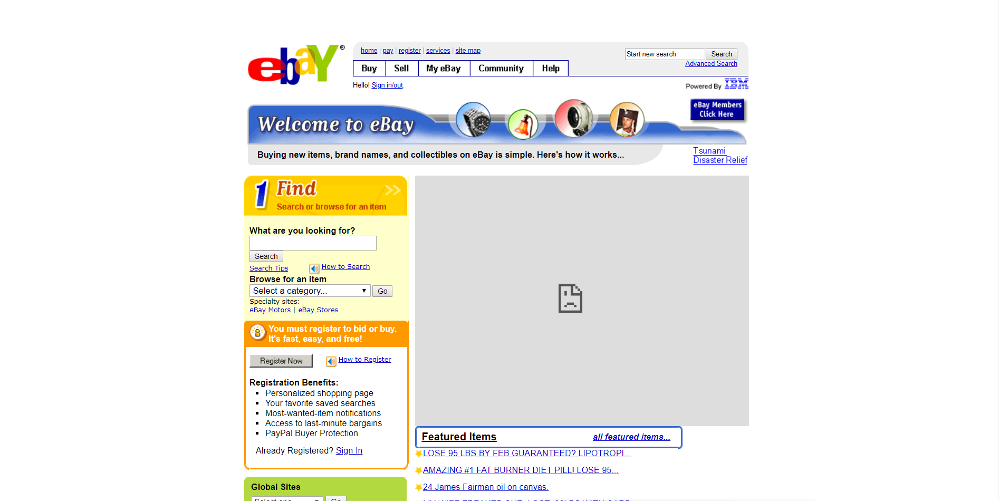 ebay®
home | pay | register | services | site map
Start new search Search
Advanced Search
Buy Sell My eBay Community Help
Hello! Sign in/out.
Powered By IBM
eBay Members
Click Here
Welcome to eBay
Buying new items, brand names, and collectibles on eBay is simple. Here's how it works...
Tsunami
Disaster Relief
1 Find
Search or browse for an item
What are you looking for?
Search
Search Tips How to Search
Browse for an item
Select a category... Go
Specialty sites:
eBay Motors | eBay Stores
You must register to bid or buy.
It's fast, easy, and free!
Register Now How to Register
Registration Benefits:
Personalized shopping page
Your favorite saved searches
Most-wanted-item notifications
Access to last-minute bargains
PayPal Buyer Protection
Already Registered? Sign In
Global Sites
Featured Items all featured items...
LOSE 95 LBS BY FEB GUARANTEED? LIPOTROPI...
AMAZING #1 FAT BURNER DIET PILL! LOSE 95...
24 James Fairman oil on canvas.